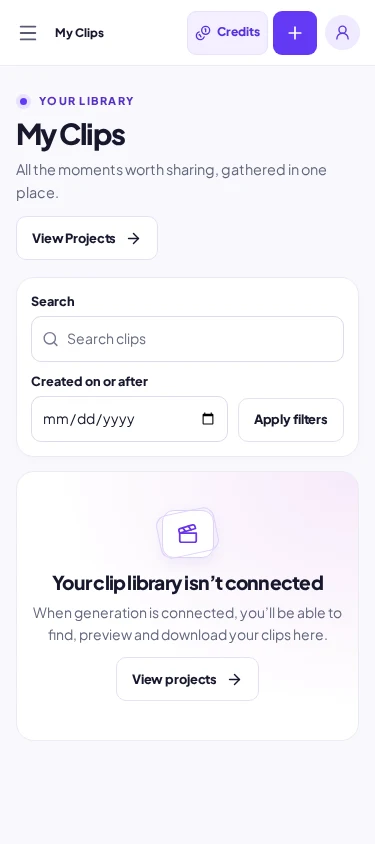 My Clips
Credits
YOUR LIBRARY
My Clips
All the moments worth sharing, gathered in one
place.
View Projects
Search
Search clips
Created on or after
mm/dd/yyyy
Apply filters
Your clip library isn’t connected
When generation is connected, you’ll be able to
find, preview and download your clips here.
View projects